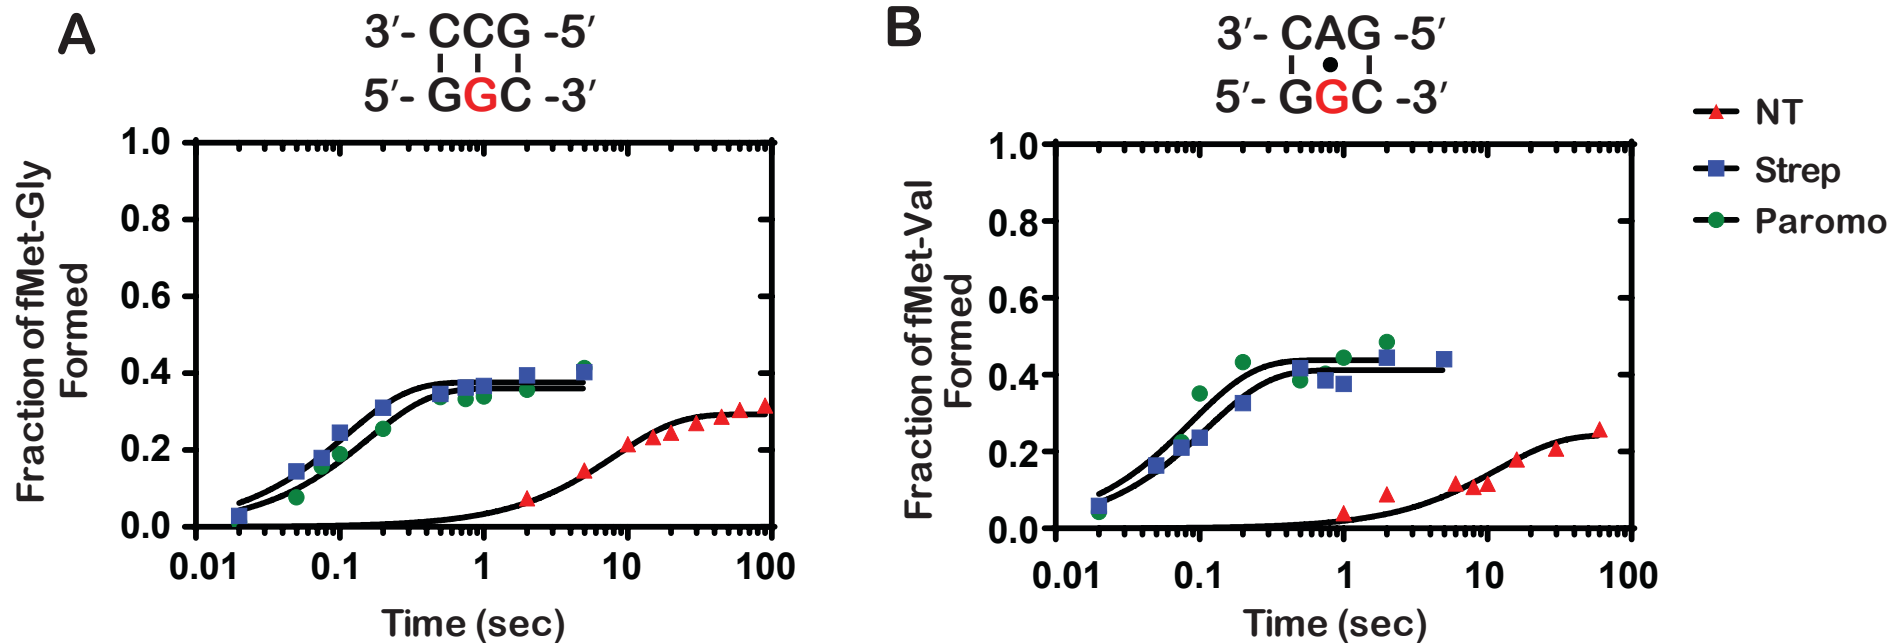 A
3′- CCG -5′
5′- GGC -3′
Fraction of fMet-Gly
Formed
1.0
0.8
0.6
0.4
0.2
0.0
0.01 0.1 1 10 100
Time (sec)
B
3′- CAG -5′
5′- GGC -3′
Fraction of fMet-Val
Formed
1.0
0.8
0.6
0.4
0.2
0.0
0.01 0.1 1 10 100
Time (sec)
NT
Strep
Paromo